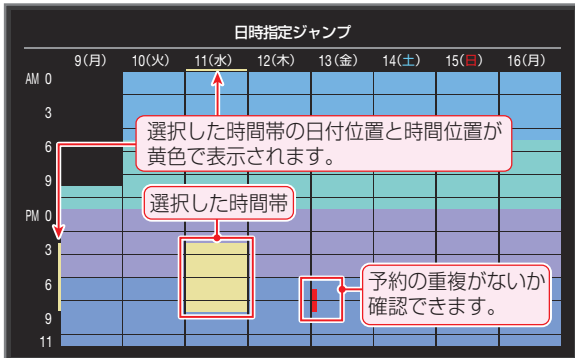 日時指定ジャンプ
9(月) 10(火) 11(水) 12(木) 13(金) 14(土) 15(日) 16(月)
AM 0
3
選択した時間帯の日付位置と時間位置が
黄色で表示されます。
6
9
選択した時間帯
PM 0
3
予約の重複がないか
確認できます。
6
9
11